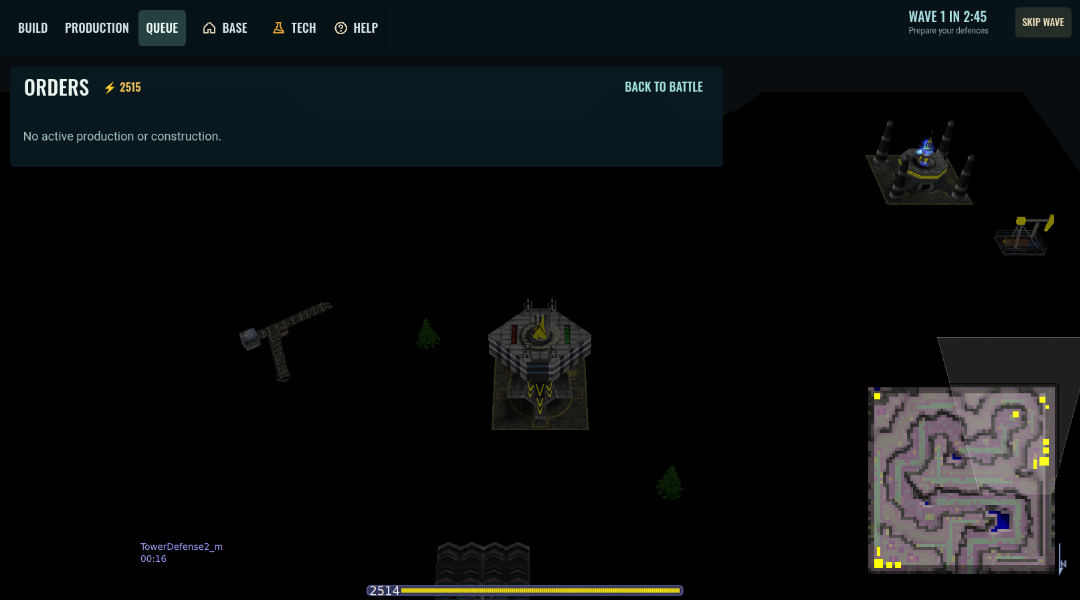 BUILD PRODUCTION QUEUE BASE TECH HELP
WAVE 1 IN 2:45
Prepare your defences
SKIP WAVE
ORDERS 2515 BACK TO BATTLE
No active production or construction.
TowerDefense2_m
00:16
2514
N